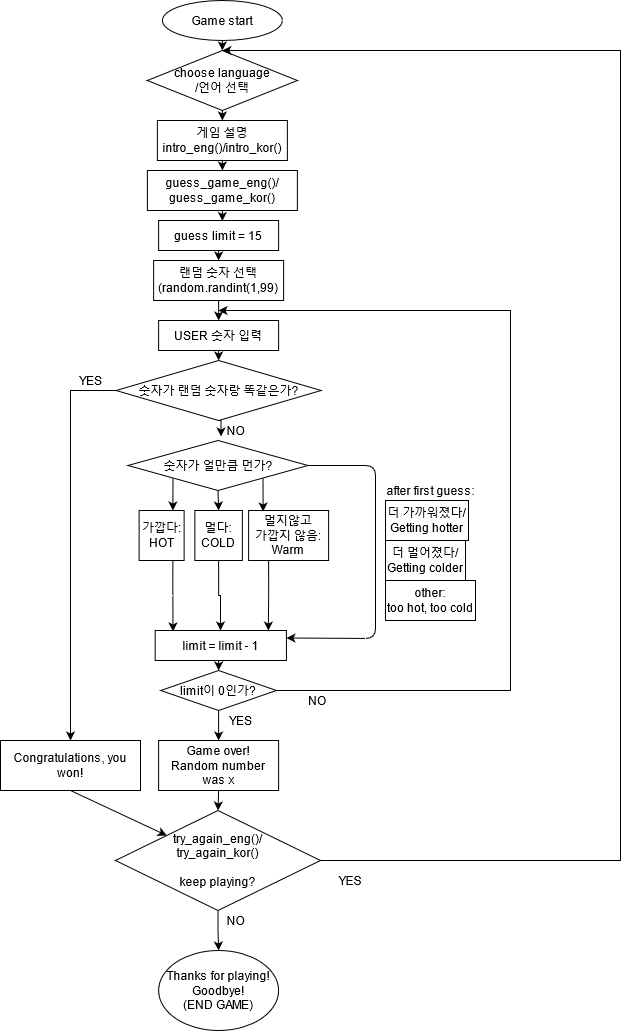 Game start
choose language
/언어 선택
게임 설명
intro_eng()/intro_kor()
guess_game_eng()/
guess_game_kor()
guess limit = 15
랜덤 숫자 선택
(random.randint(1,99)
USER 숫자 입력
YES
숫자가 랜덤 숫자랑 똑같은가?
NO
숫자가 얼만큼 먼가?
after first guess:
가깝다:
HOT
멀다:
COLD
멀지않고
가깝지 않음:
Warm
더 가까워졌다/
Getting hotter
더 멀어졌다/
Getting colder
other:
too hot, too cold
limit = limit - 1
limit이 0인가?
NO
YES
Congratulations, you
won!
Game over!
Random number
was x
try_again_eng()/
try_again_kor()
keep playing?
YES
NO
Thanks for playing!
Goodbye!
(END GAME)